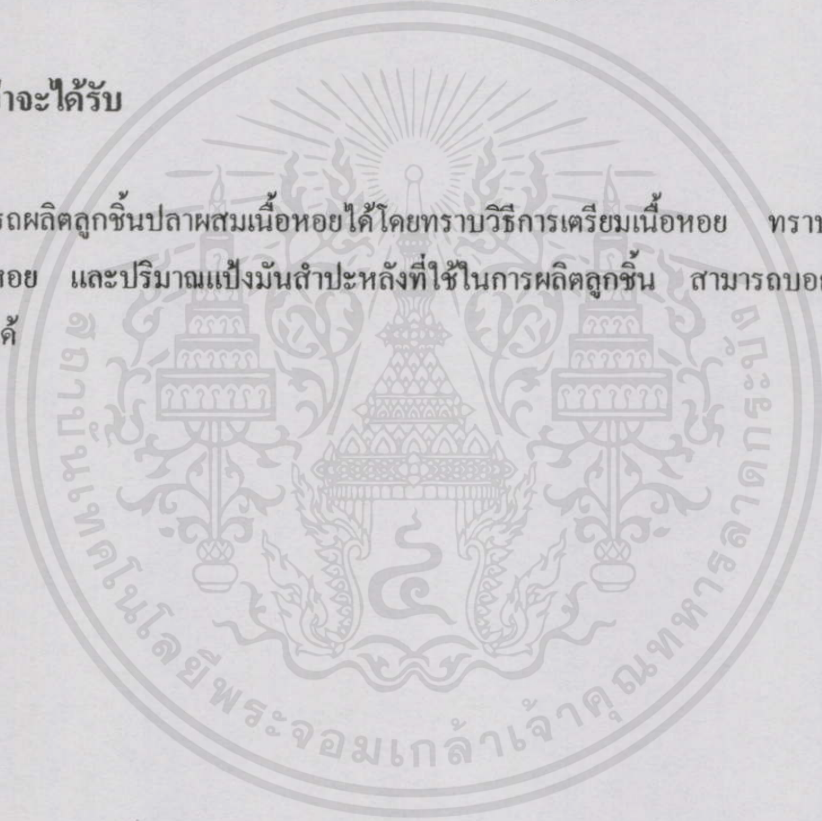 าจะได้รับ
รถผลิตลูกชิ้นปลาผสมเนื้อหอยได้โดยทราบวิธีการเตรียมเนื้อหอย ทราบ
หอย และปริมาณแป้งมันสำปะหลังที่ใช้ในการผลิตลูกชิ้น สามารถบอก
ด้
สถาบันเทคโนโลยีพระจอมเกล้าเจ้าคุณทหารลาดกระบัง